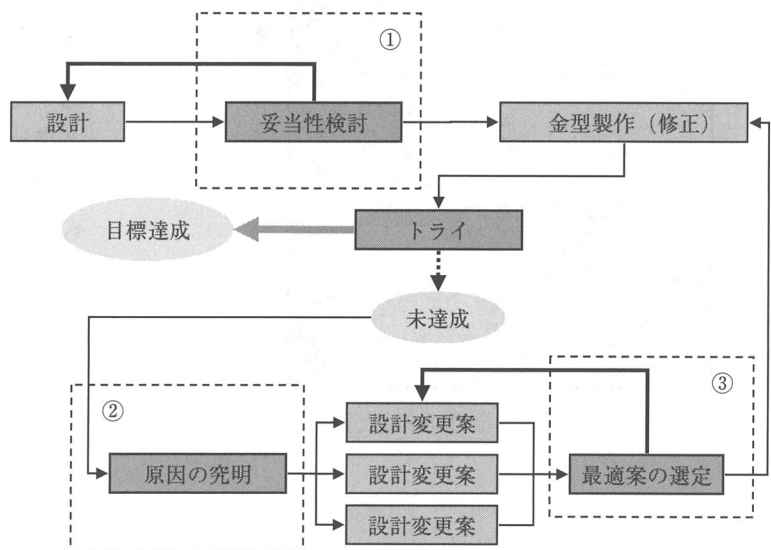 ①
設計
妥当性検討
金型製作（修正）
目標達成
トライ
未達成
③
②
設計変更案
原因の究明
設計変更案
最適案の選定
設計変更案